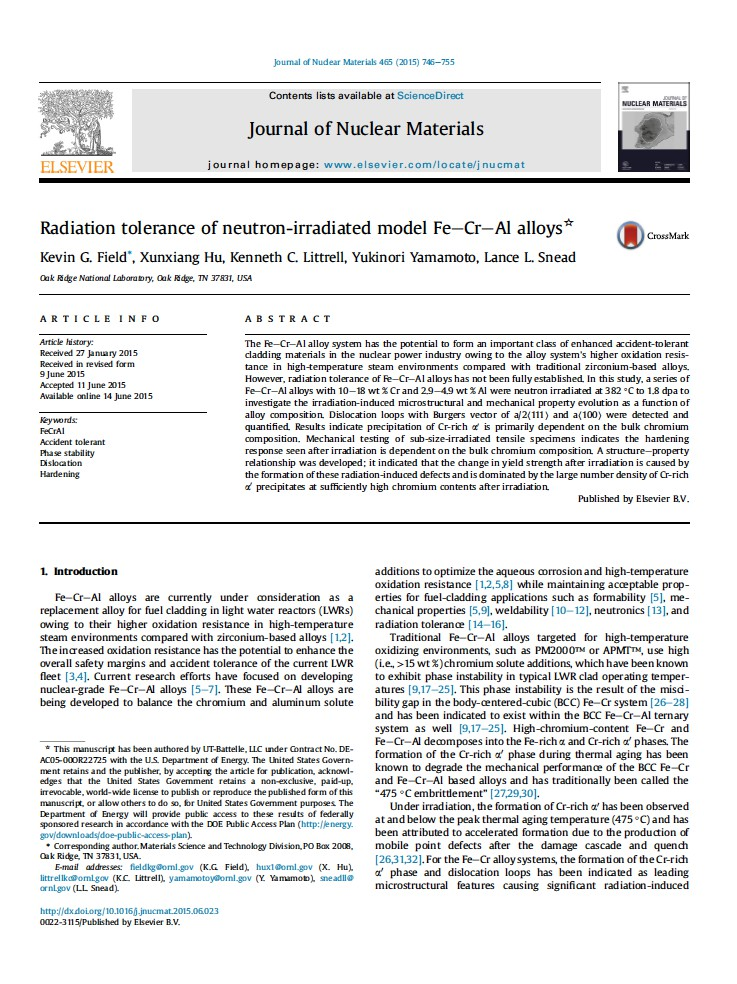 Journal of Nuclear Materials 465 (2015) 746–755
Contents lists available at ScienceDirect
Journal of Nuclear Materials
journal homepage: www.elsevier.com/locate/jnucmat
ELSEVIER
JOURNAL OF
NUCLEAR MATERIALS
Radiation tolerance of neutron-irradiated model Fe–Cr–Al alloys☆
CrossMark
Kevin G. Field*, Xunxiang Hu, Kenneth C. Littrell, Yukinori Yamamoto, Lance L. Snead
Oak Ridge National Laboratory, Oak Ridge, TN 37831, USA
ARTICLE INFO
Article history:
Received 27 January 2015
Received in revised form
9 June 2015
Accepted 11 June 2015
Available online 14 June 2015
Keywords:
FeCrAl
Accident tolerant
Phase stability
Dislocation
Hardening
ABSTRACT
The Fe–Cr–Al alloy system has the potential to form an important class of enhanced accident-tolerant
cladding materials in the nuclear power industry owing to the alloy system's higher oxidation resis-
tance in high-temperature steam environments compared with traditional zirconium-based alloys.
However, radiation tolerance of Fe–Cr–Al alloys has not been fully established. In this study, a series of
Fe–Cr–Al alloys with 10–18 wt % Cr and 2.9–4.9 wt % Al were neutron irradiated at 382 °C to 1.8 dpa to
investigate the irradiation-induced microstructural and mechanical property evolution as a function of
alloy composition. Dislocation loops with Burgers vector of a/2⟨111⟩ and a⟨100⟩ were detected and
quantified. Results indicate precipitation of Cr-rich α′ is primarily dependent on the bulk chromium
composition. Mechanical testing of sub-size-irradiated tensile specimens indicates the hardening
response seen after irradiation is dependent on the bulk chromium composition. A structure–property
relationship was developed; it indicated that the change in yield strength after irradiation is caused by
the formation of these radiation-induced defects and is dominated by the large number density of Cr-rich
α′ precipitates at sufficiently high chromium contents after irradiation.
Published by Elsevier B.V.
1. Introduction
Fe–Cr–Al alloys are currently under consideration as a
replacement alloy for fuel cladding in light water reactors (LWRs)
owing to their higher oxidation resistance in high-temperature
steam environments compared with zirconium-based alloys [1,2].
The increased oxidation resistance has the potential to enhance the
overall safety margins and accident tolerance of the current LWR
fleet [3,4]. Current research efforts have focused on developing
nuclear-grade Fe–Cr–Al alloys [5–7]. These Fe–Cr–Al alloys are
being developed to balance the chromium and aluminum solute
☆ This manuscript has been authored by UT-Battelle, LLC under Contract No. DE-
AC05-00OR22725 with the U.S. Department of Energy. The United States Govern-
ment retains and the publisher, by accepting the article for publication, acknowl-
edges that the United States Government retains a non-exclusive, paid-up,
irrevocable, world-wide license to publish or reproduce the published form of this
manuscript, or allow others to do so, for United States Government purposes. The
Department of Energy will provide public access to these results of federally
sponsored research in accordance with the DOE Public Access Plan (http://energy.
gov/downloads/doe-public-access-plan).
* Corresponding author. Materials Science and Technology Division, PO Box 2008,
Oak Ridge, TN 37831, USA.
E-mail addresses: fieldkg@ornl.gov (K.G. Field), hux1@ornl.gov (X. Hu),
littrellkc@ornl.gov (K.C. Littrell), yamamotoy@ornl.gov (Y. Yamamoto), sneadll@
ornl.gov (L.L. Snead).
http://dx.doi.org/10.1016/j.jnucmat.2015.06.023
0022-3115/Published by Elsevier B.V.
additions to optimize the aqueous corrosion and high-temperature
oxidation resistance [1,2,5,8] while maintaining acceptable prop-
erties for fuel-cladding applications such as formability [5], me-
chanical properties [5,9], weldability [10–12], neutronics [13], and
radiation tolerance [14–16].
Traditional Fe–Cr–Al alloys targeted for high-temperature
oxidizing environments, such as PM2000™ or APMT™, use high
(i.e., >15 wt %) chromium solute additions, which have been known
to exhibit phase instability in typical LWR clad operating temper-
atures [9,17–25]. This phase instability is the result of the misci-
bility gap in the body-centered-cubic (BCC) Fe–Cr system [26–28]
and has been indicated to exist within the BCC Fe–Cr–Al ternary
system as well [9,17–25]. High-chromium-content Fe–Cr and
Fe–Cr–Al decomposes into the Fe-rich α and Cr-rich α′ phases. The
formation of the Cr-rich α′ phase during thermal aging has been
known to degrade the mechanical performance of the BCC Fe–Cr
and Fe–Cr–Al based alloys and has traditionally been called the
“475 °C embrittlement” [27,29,30].
Under irradiation, the formation of Cr-rich α′ has been observed
at and below the peak thermal aging temperature (475 °C) and has
been attributed to accelerated formation due to the production of
mobile point defects after the damage cascade and quench
[26,31,32]. For the Fe–Cr alloy systems, the formation of the Cr-rich
α′ phase and dislocation loops has been indicated as leading
microstructural features causing significant radiation-induced